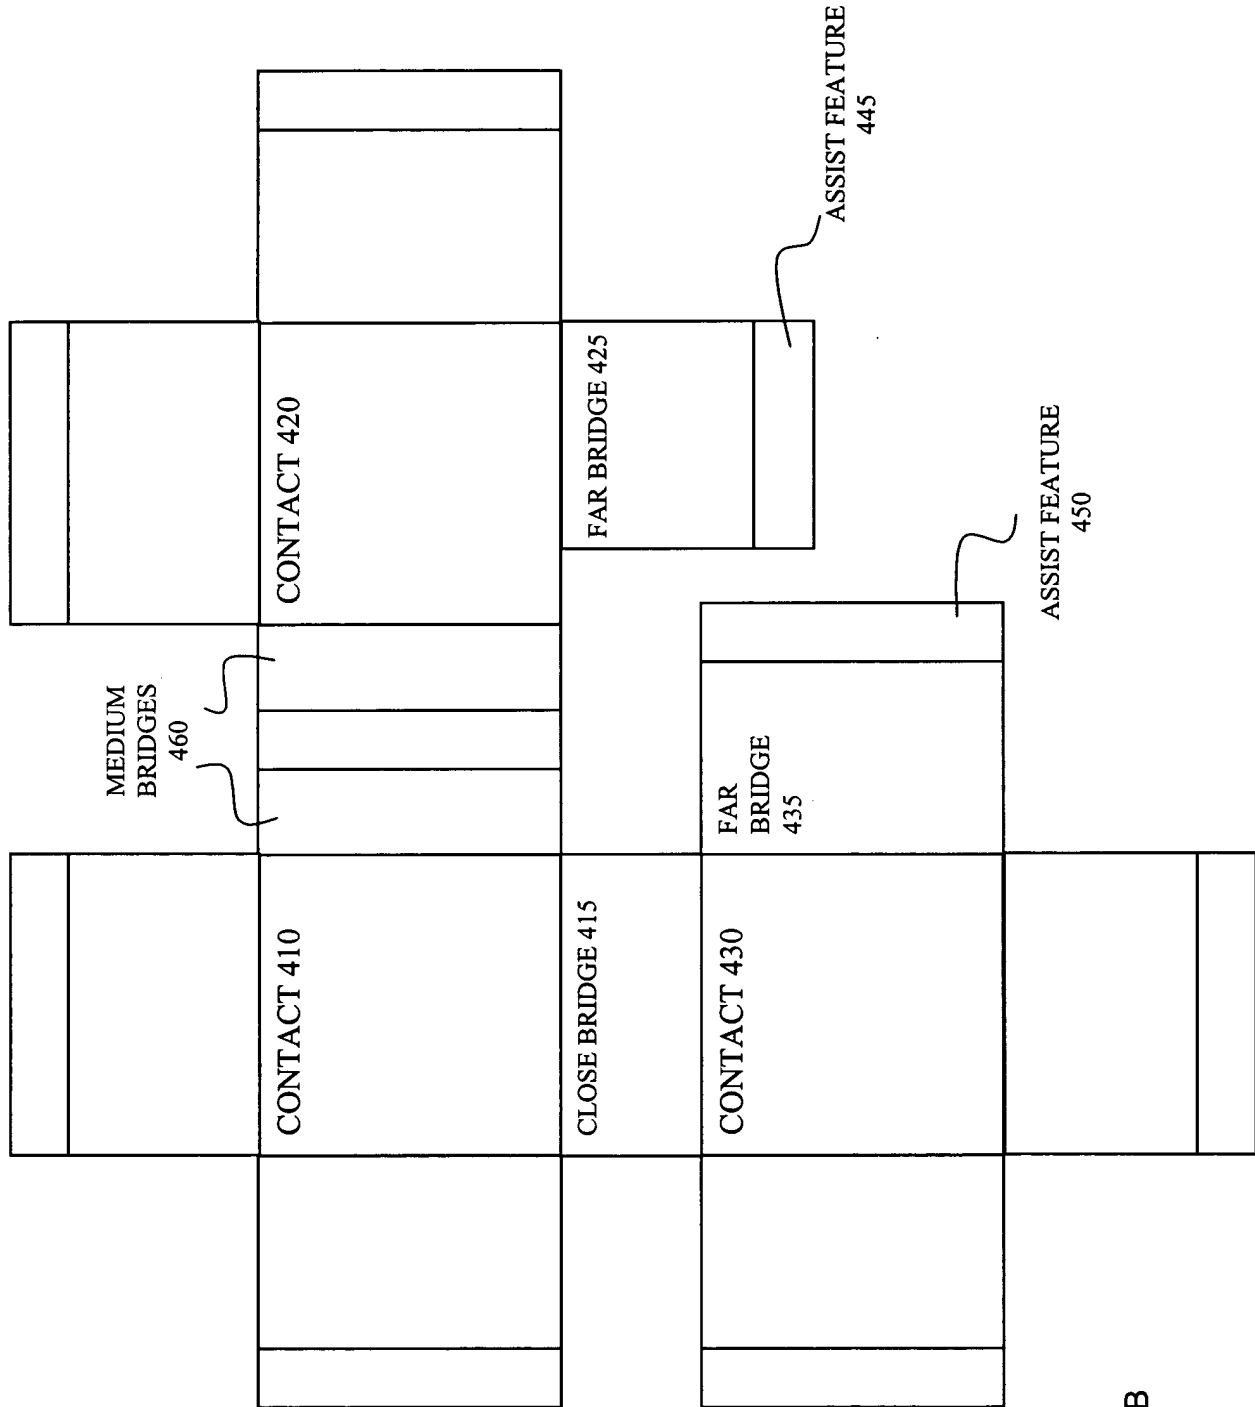 MEDIUM
BRIDGES
460
CONTACT 410
CONTACT 420
CLOSE BRIDGE 415
FAR BRIDGE 425
CONTACT 430
FAR
BRIDGE
435
ASSIST FEATURE
445
ASSIST FEATURE
450
B